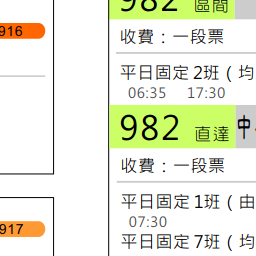 916
982 區間
收費：一段票
平日固定 2班（均
06:35 17:30
982 直達 中
收費：一段票
平日固定 1班（由
07:30
平日固定 7班（均
917